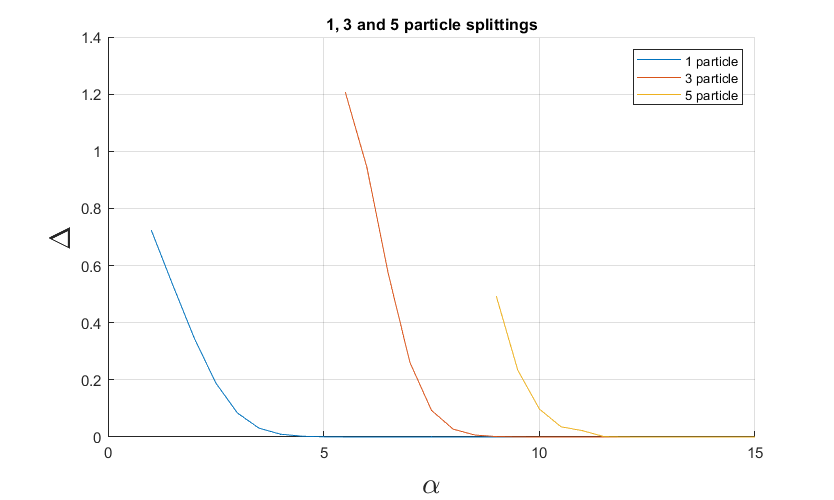 1, 3 and 5 particle splittings
1.4
1.2
1
0.8
0.6
0.4
0.2
0
Δ
1 particle
3 particle
5 particle
0 5 10 15
α